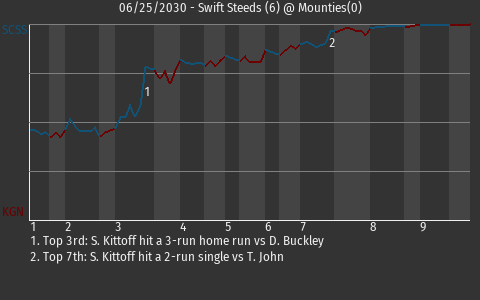 06/25/2030 - Swift Steeds (6) @ Mounties(0)
SCSS
1
2
KGN
1 2 3 4 5 6 7 8 9
1. Top 3rd: S. Kittoff hit a 3-run home run vs D. Buckley
2. Top 7th: S. Kittoff hit a 2-run single vs T. John